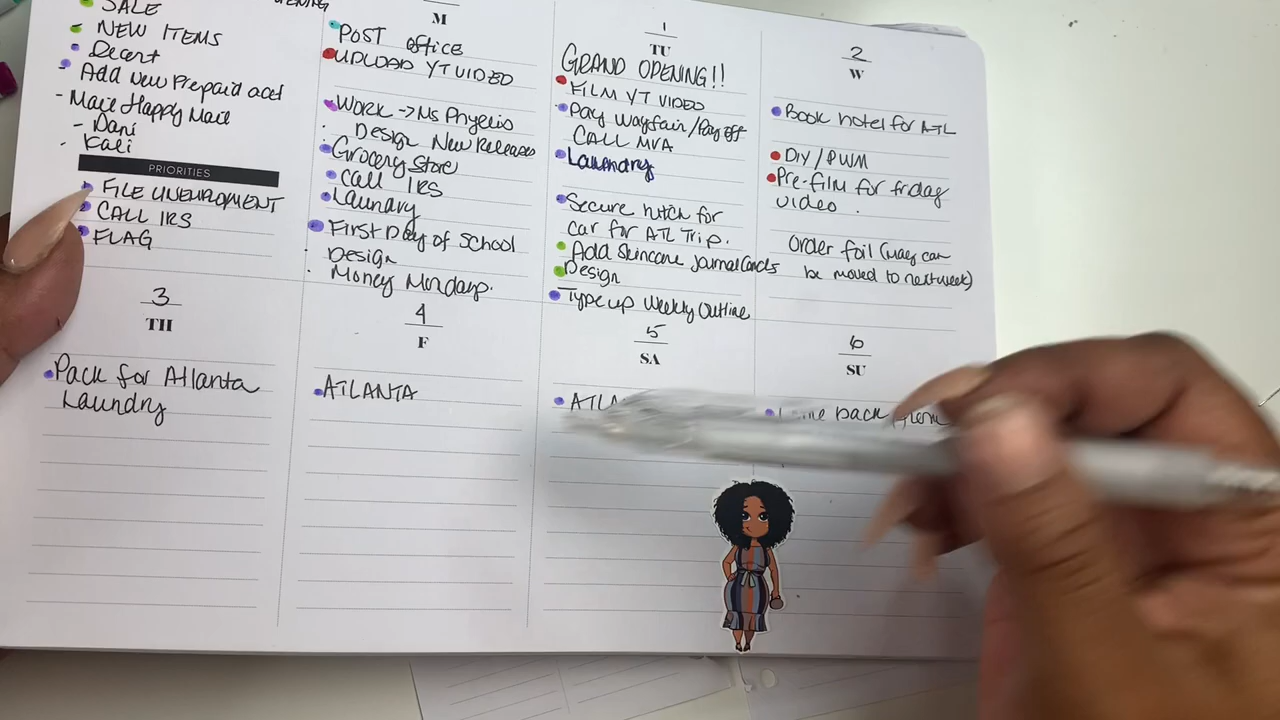 SALE
NEW ITEMS
Decort
Add New Prepaid acct
- Mail Happy Mail
- Dani
- Kali
PRIORITIES
FILE UNEMPLOMENT
CALL IRS
FLAG
M
POST office
UPLOAD YT VIDEO
WORK → Ms Phyllis
Design New Releases
Grocery Store
Call IRS
Laundry
First Day of School
Design
Money Monday.
1
TU
GRAND OPENING!!
FILM YT VIDEO
Pay Wayfair/Pay off
CALL MVA
Laundry
Secure hitch for
car for ATL Trip.
Add Skincare Journal Cards
Design
Type up Weekly Outline
2
W
Book hotel for ATL
DIY/PWM
Pre-film for friday
video.
Order foil (may can
be moved to next week)
3
TH
Pack for Atlanta
Laundry
4
F
ATLANTA
5
SA
6
SU
back